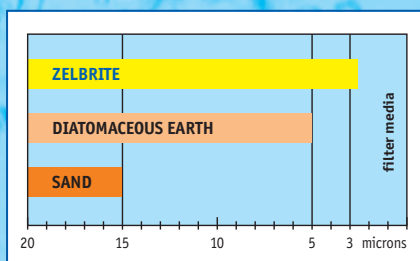 ZELBRITE
DIATOMACEOUS EARTH
SAND
filter media
20 15 10 5 3 microns